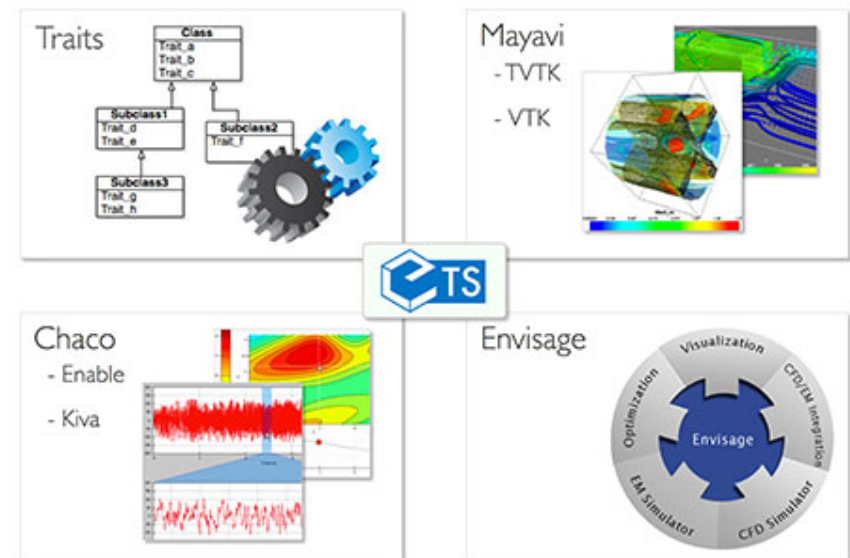 Traits
Class
Trait_a
Trait_b
Trait_c
Subclass1
Trait_d
Trait_e
Subclass2
Trait_f
Subclass3
Trait_g
Trait_h
Mayavi
- TVTK
- VTK
eTS
Chaco
- Enable
- Kiva
Envisage
Visualization
CFD/EM Integration
CFD Simulator
EM Simulator
Optimization
Envisage